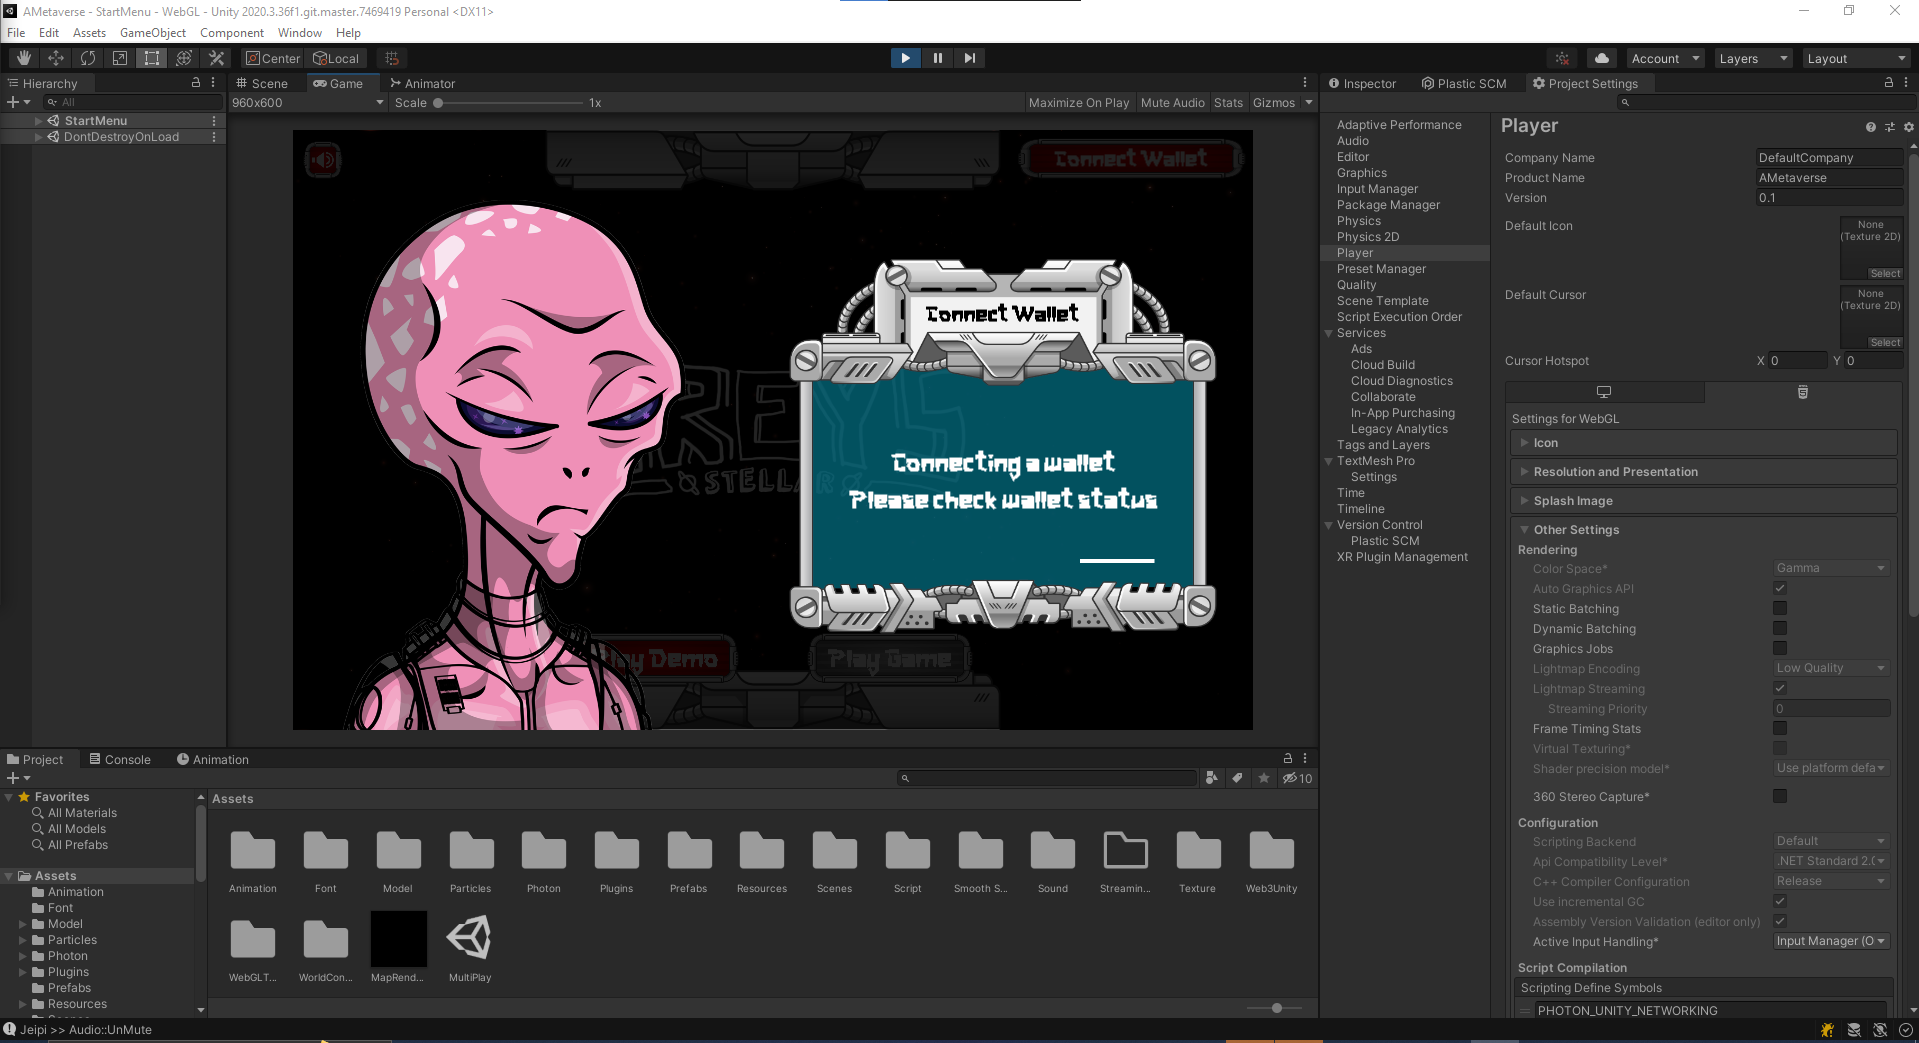 AMetaverse - StartMenu - WebGL - Unity 2020.3.36f1.git.master.7469419 Personal <DX11>
File Edit Assets GameObject Component Window Help
Center Local Account Layers Layout
Hierarchy
All
StartMenu
DontDestroyOnLoad
Scene Game Animator
960x600 Scale 1x Maximize On Play Mute Audio Stats Gizmos
Connect Wallet
Connect Wallet
REYS
STELLAR
Connecting a wallet
Please check wallet status
Play Demo
Play Game
Inspector Plastic SCM Project Settings
Adaptive Performance
Audio
Editor
Graphics
Input Manager
Package Manager
Physics
Physics 2D
Player
Preset Manager
Quality
Scene Template
Script Execution Order
Services
Ads
Cloud Build
Cloud Diagnostics
Collaborate
In-App Purchasing
Legacy Analytics
Tags and Layers
TextMesh Pro
Settings
Time
Timeline
Version Control
Plastic SCM
XR Plugin Management
Player
Company Name DefaultCompany
Product Name AMetaverse
Version 0.1
Default Icon
None
(Texture 2D)
Select
Default Cursor
None
(Texture 2D)
Select
Cursor Hotspot X 0 Y 0
Settings for WebGL
Icon
Resolution and Presentation
Splash Image
Other Settings
Rendering
Color Space* Gamma
Auto Graphics API
Static Batching
Dynamic Batching
Graphics Jobs
Lightmap Encoding Low Quality
Lightmap Streaming
Streaming Priority 0
Frame Timing Stats
Virtual Texturing*
Shader precision model* Use platform defa
360 Stereo Capture*
Configuration
Scripting Backend Default
Api Compatibility Level* .NET Standard 2.0
C++ Compiler Configuration Release
Use incremental GC
Assembly Version Validation (editor only)
Active Input Handling* Input Manager (O
Script Compilation
Scripting Define Symbols
PHOTON_UNITY_NETWORKING
Project Console Animation
10
Favorites
All Materials
All Models
All Prefabs
Assets
Animation
Font
Model
Particles
Photon
Plugins
Prefabs
Resources
Assets
Animation Font Model Particles Photon Plugins Prefabs Resources Scenes Script Smooth S... Sound Streamin... Texture Web3Unity
WebGLT... WorldCon... MapRend... MultiPlay
Jeipi >> Audio::UnMute